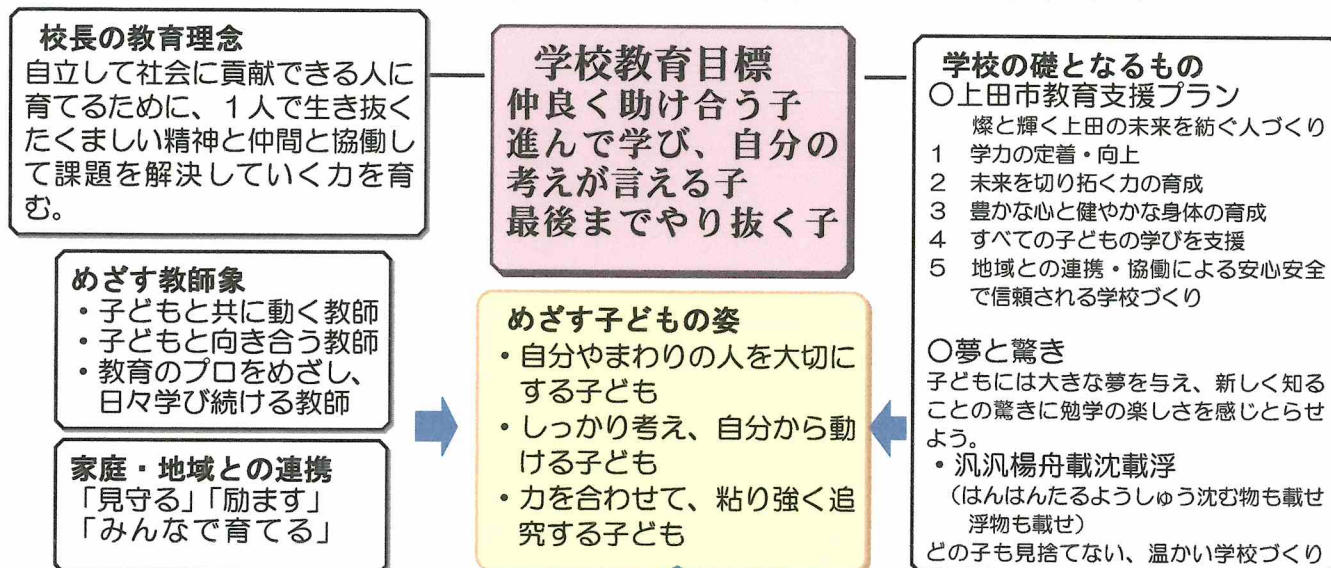 校長の教育理念
自立して社会に貢献できる人に
育てるために、１人で生き抜く
たくましい精神と仲間と協働し
て課題を解決していく力を育
む。
学校教育目標
仲良く助け合う子
進んで学び、自分の
考えが言える子
最後までやり抜く子
学校の礎となるもの
〇上田市教育支援プラン
燦と輝く上田の未来を紡ぐ人づくり
1 学力の定着・向上
2 未来を切り拓く力の育成
3 豊かな心と健やかな身体の育成
4 すべての子どもの学びを支援
5 地域との連携・協働による安心安全
で信頼される学校づくり
〇夢と驚き
子どもには大きな夢を与え、新しく知る
ことの驚きに勉学の楽しさを感じとらせ
よう。
・汎汎楊舟載沈載浮
（はんはんたるようしゅう沈む物も載せ
浮物も載せ）
どの子も見捨てない、温かい学校づくり
めざす教師象
・子どもと共に動く教師
・子どもと向き合う教師
・教育のプロをめざし、
日々学び続ける教師
家庭・地域との連携
「見守る」「励ます」
「みんなで育てる」
めざす子どもの姿
・自分やまわりの人を大切に
する子ども
・しっかり考え、自分から動
ける子ども
・力を合わせて、粘り強く追
究する子ども